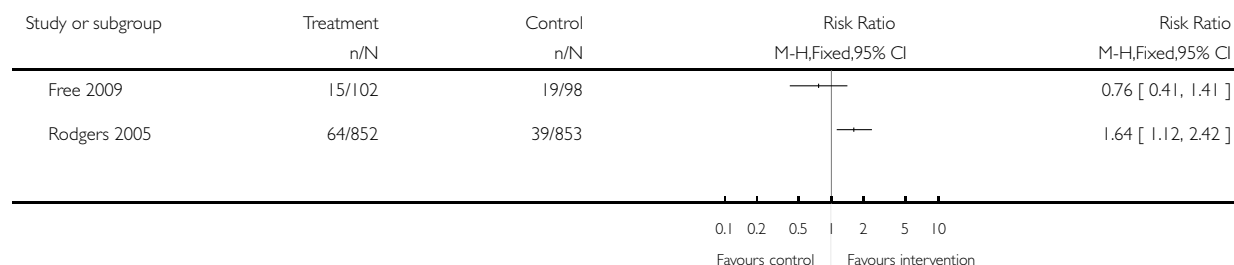 Study or subgroup Treatment Control Risk Ratio Risk Ratio
n/N n/N M-H,Fixed,95% CI M-H,Fixed,95% CI
Free 2009 15/102 19/98 0.76 [ 0.41, 1.41 ]
Rodgers 2005 64/852 39/853 1.64 [ 1.12, 2.42 ]
0.1 0.2 0.5 1 2 5 10
Favours control Favours intervention